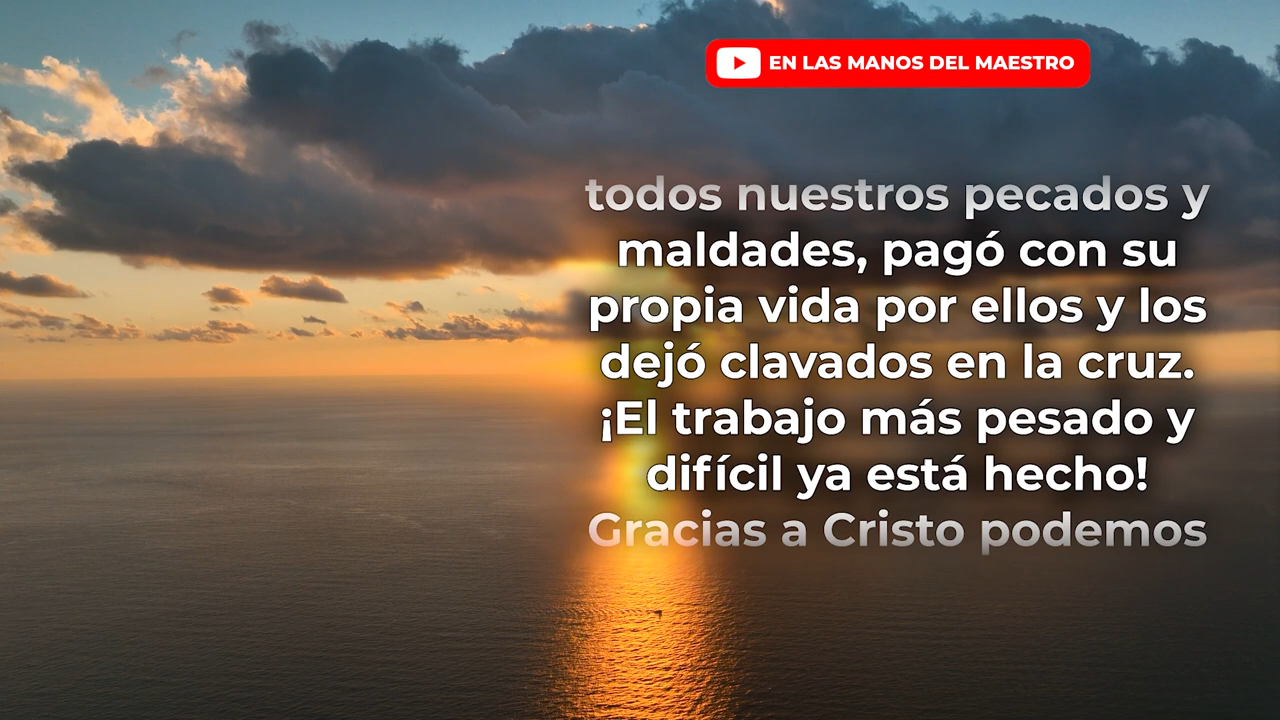 EN LAS MANOS DEL MAESTRO
todos nuestros pecados y
maldades, pagó con su
propia vida por ellos y los
dejó clavados en la cruz.
¡El trabajo más pesado y
difícil ya está hecho!
Gracias a Cristo podemos